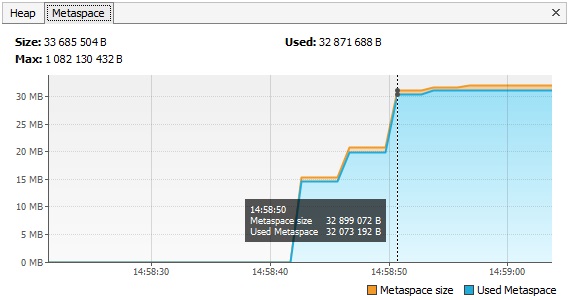 Heap Metaspace
Size: 33 685 504 B Used: 32 871 688 B
Max: 1 082 130 432 B
30 MB
25 MB
20 MB
15 MB
10 MB
5 MB
0 MB
14:58:50
Metaspace size 32 899 072 B
Used Metaspace 32 073 192 B
14:58:30 14:58:40 14:58:50 14:59:00
Metaspace size Used Metaspace